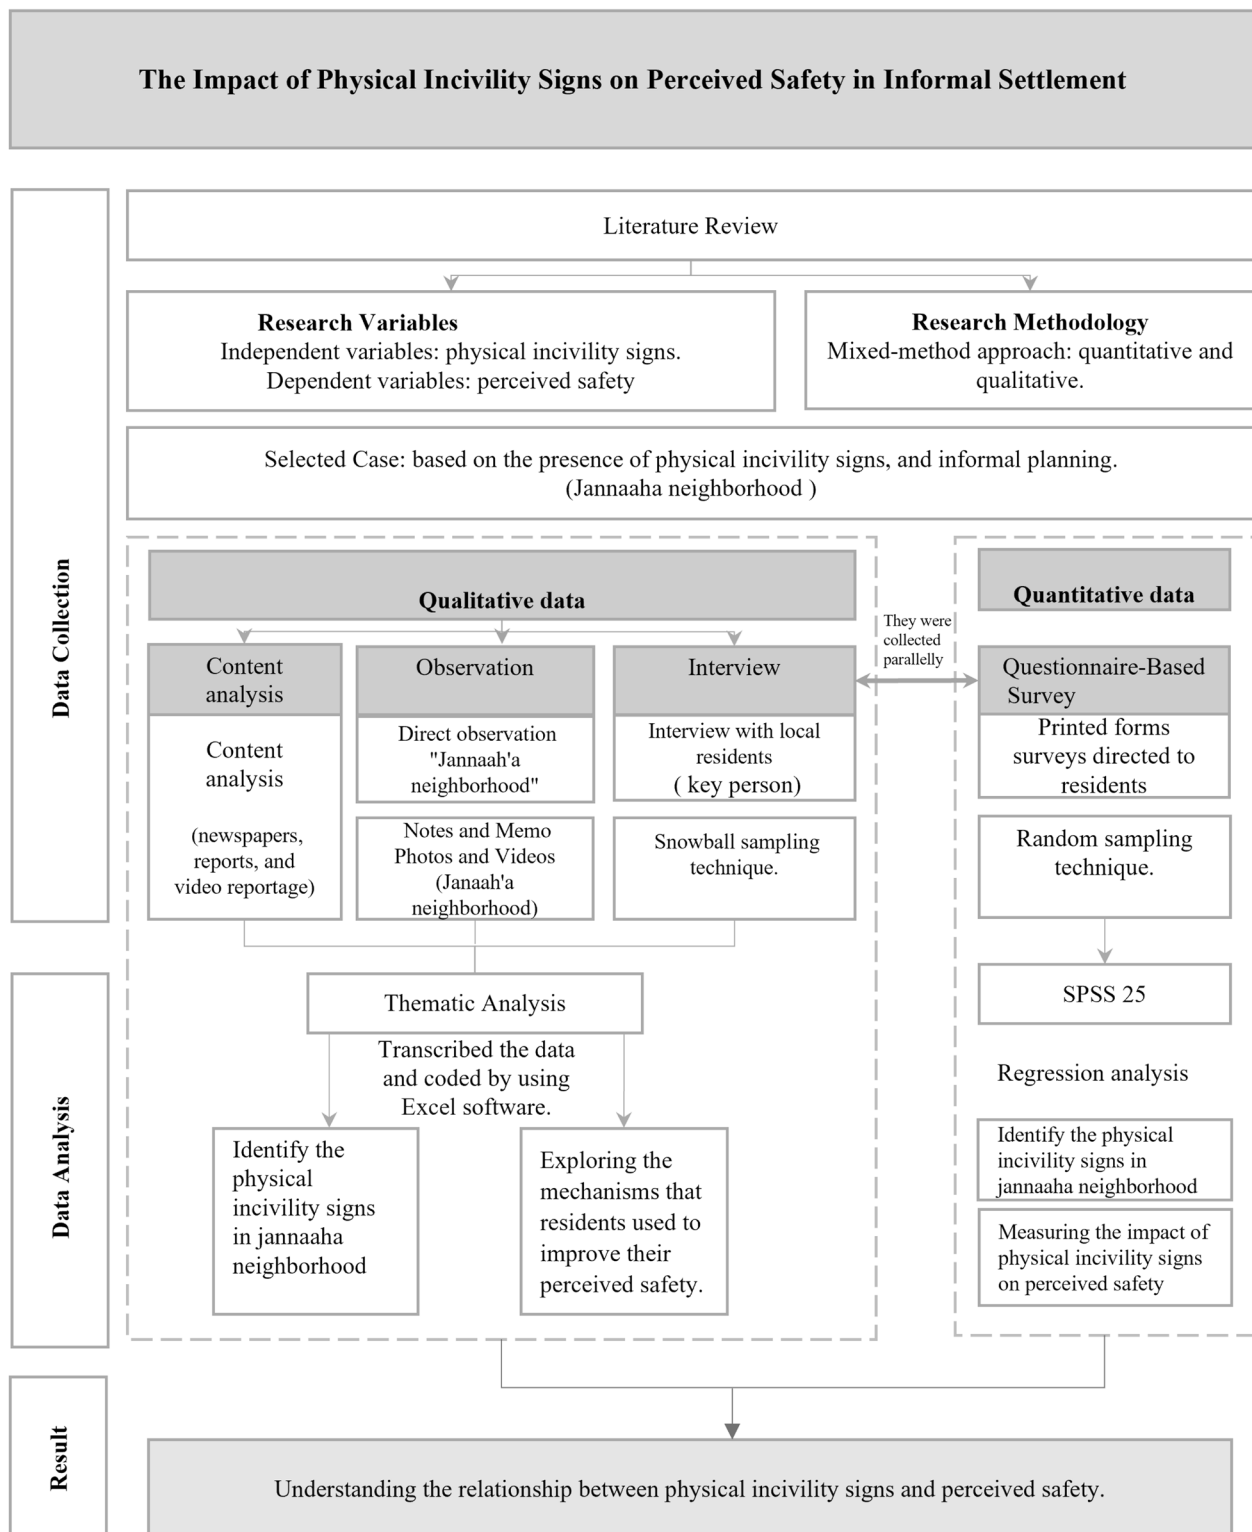 The Impact of Physical Incivility Signs on Perceived Safety in Informal Settlement
Data Collection
Literature Review
Research Variables
Independent variables: physical incivility signs.
Dependent variables: perceived safety
Research Methodology
Mixed-method approach: quantitative and
qualitative.
Selected Case: based on the presence of physical incivility signs, and informal planning.
(Jannaaha neighborhood )
Qualitative data
Content
analysis
Content
analysis
(newspapers,
reports, and
video reportage)
Observation
Direct observation
"Jannaah'a
neighborhood"
Notes and Memo
Photos and Videos
(Janaah'a
neighborhood)
Interview
Interview with local
residents
( key person)
Snowball sampling
technique.
They were
collected
parallelly
Quantitative data
Questionnaire-Based
Survey
Printed forms
surveys directed to
residents
Random sampling
technique.
Data Analysis
Thematic Analysis
Transcribed the data
and coded by using
Excel software.
Identify the
physical
incivility signs
in jannaaha
neighborhood
Exploring the
mechanisms that
residents used to
improve their
perceived safety.
SPSS 25
Regression analysis
Identify the physical
incivility signs in
jannaaha neighborhood
Measuring the impact of
physical incivility signs
on perceived safety
Result
Understanding the relationship between physical incivility signs and perceived safety.